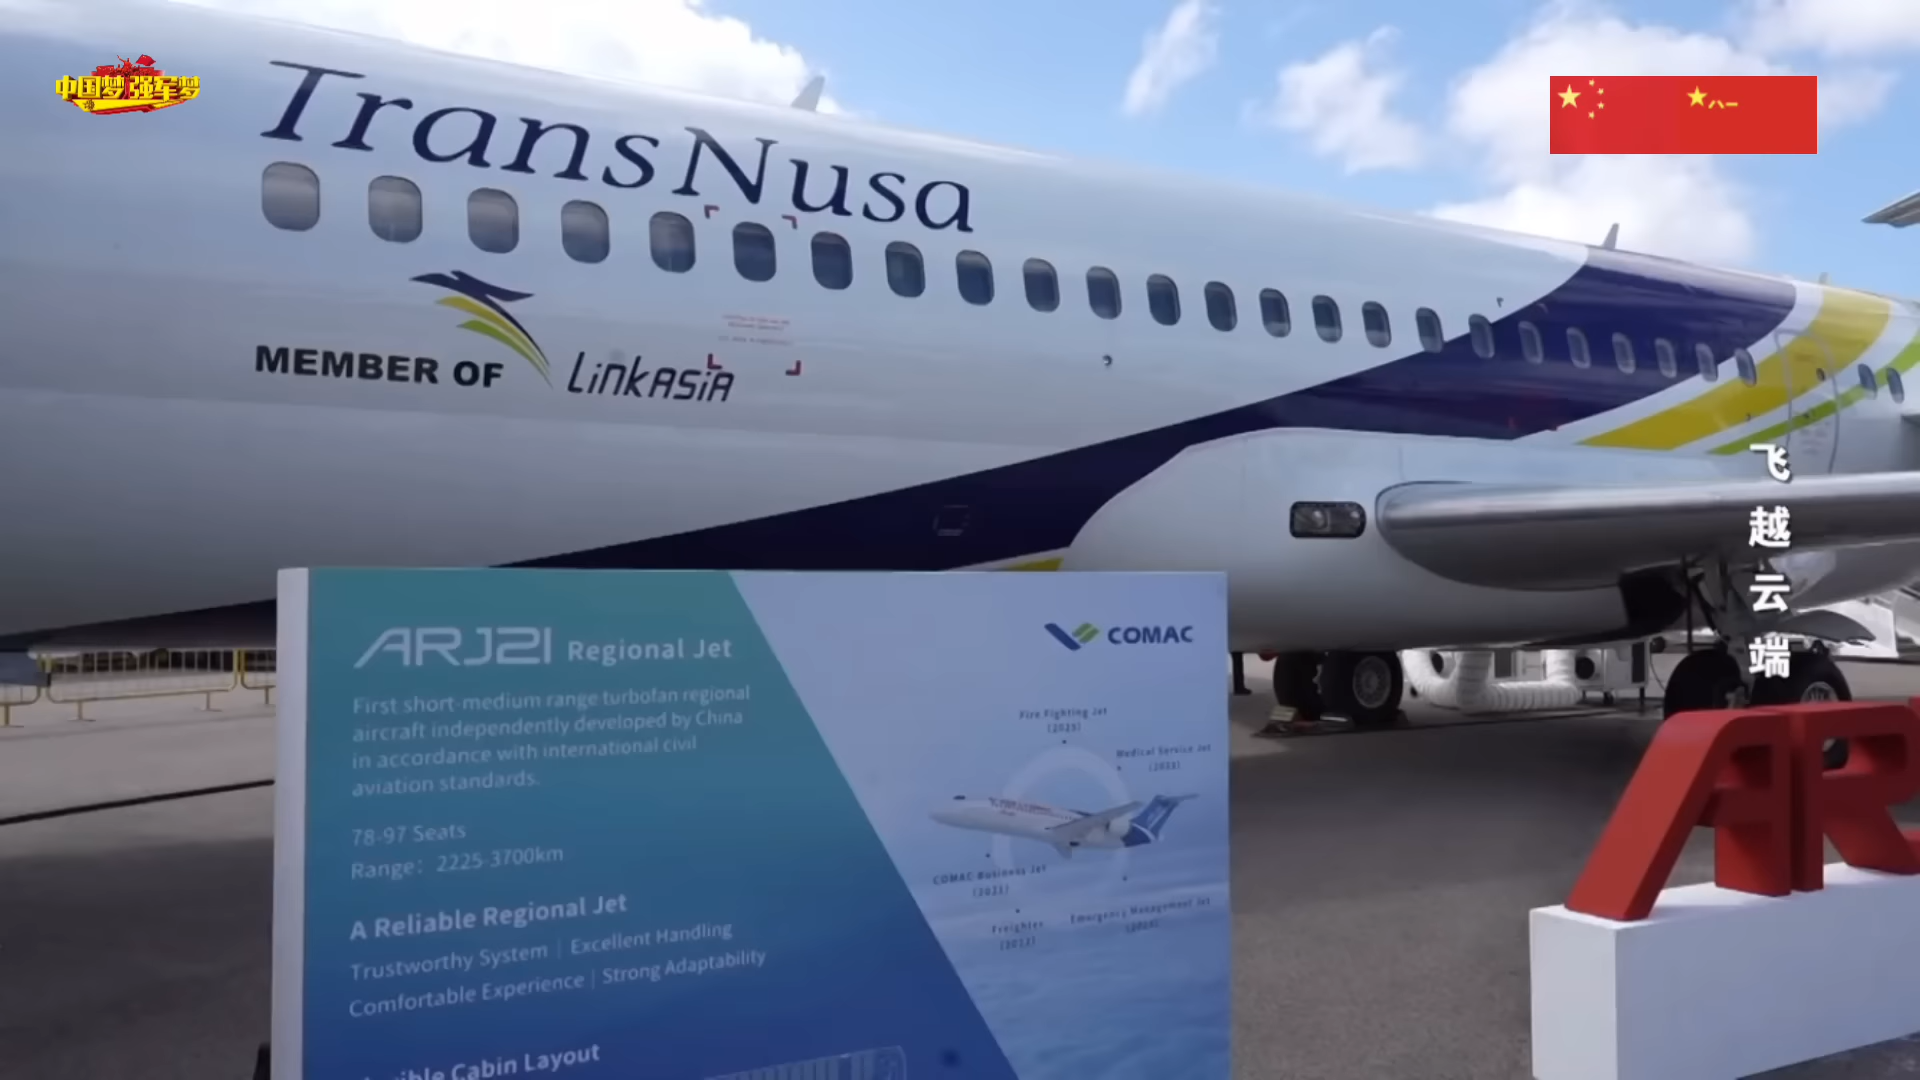 中国梦强军梦
八一
TransNusa
MEMBER OF LinkAsia
飞越云端
ARJ21 Regional Jet
First short-medium range turbofan regional
aircraft independently developed by China
in accordance with international civil
aviation standards.
78-97 Seats
Range: 2225-3700km
A Reliable Regional Jet
Trustworthy System | Excellent Handling
Comfortable Experience | Strong Adaptability
Cabin Layout
COMAC
Fire Fighting Jet
(2025)
Medical Service Jet
COMAC Business Jet
Freighter
Emergency Management Jet
AR